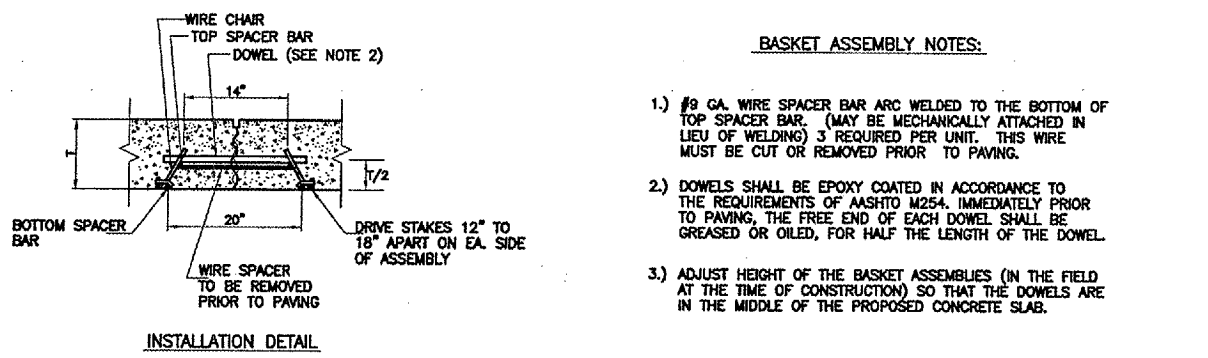 WIRE CHAIR
TOP SPACER BAR
DOWEL (SEE NOTE 2)
14"
T
T/2
20"
BOTTOM SPACER
BAR
DRIVE STAKES 12" TO
18" APART ON EA. SIDE
OF ASSEMBLY
WIRE SPACER
TO BE REMOVED
PRIOR TO PAVING
INSTALLATION DETAIL
BASKET ASSEMBLY NOTES:
1.) #9 GA. WIRE SPACER BAR ARC WELDED TO THE BOTTOM OF
TOP SPACER BAR. (MAY BE MECHANICALLY ATTACHED IN
LIEU OF WELDING) 3 REQUIRED PER UNIT. THIS WIRE
MUST BE CUT OR REMOVED PRIOR TO PAVING.
2.) DOWELS SHALL BE EPOXY COATED IN ACCORDANCE TO
THE REQUIREMENTS OF AASHTO M254. IMMEDIATELY PRIOR
TO PAVING, THE FREE END OF EACH DOWEL SHALL BE
GREASED OR OILED, FOR HALF THE LENGTH OF THE DOWEL.
3.) ADJUST HEIGHT OF THE BASKET ASSEMBLIES (IN THE FIELD
AT THE TIME OF CONSTRUCTION) SO THAT THE DOWELS ARE
IN THE MIDDLE OF THE PROPOSED CONCRETE SLAB.